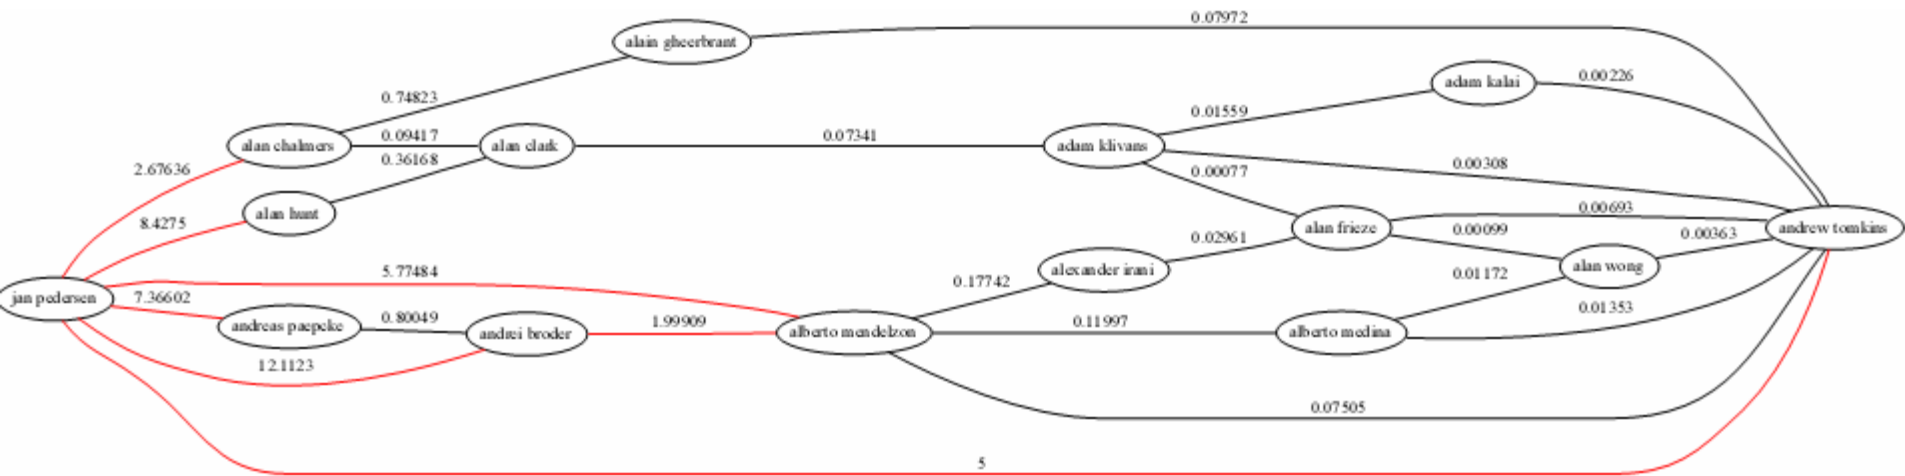 0.07972
alain gheerbrant
adam kalai
0.00226
0.74823
0.01559
alan chalmers
0.09417
alan clark
0.07341
adam klivans
0.36168
2.67636
0.00308
0.00077
alan hunt
8.4275
0.00693
alan frieze
0.00099
0.00363
andrew tomkins
0.02961
5.77484
0.17742
alexander irani
0.01172
alan wong
jan pedersen
7.36602
0.01353
andreas paepcke
0.80049
andrei broder
1.99909
alberto mendelzon
0.11997
alberto medina
12.1123
0.07505
5